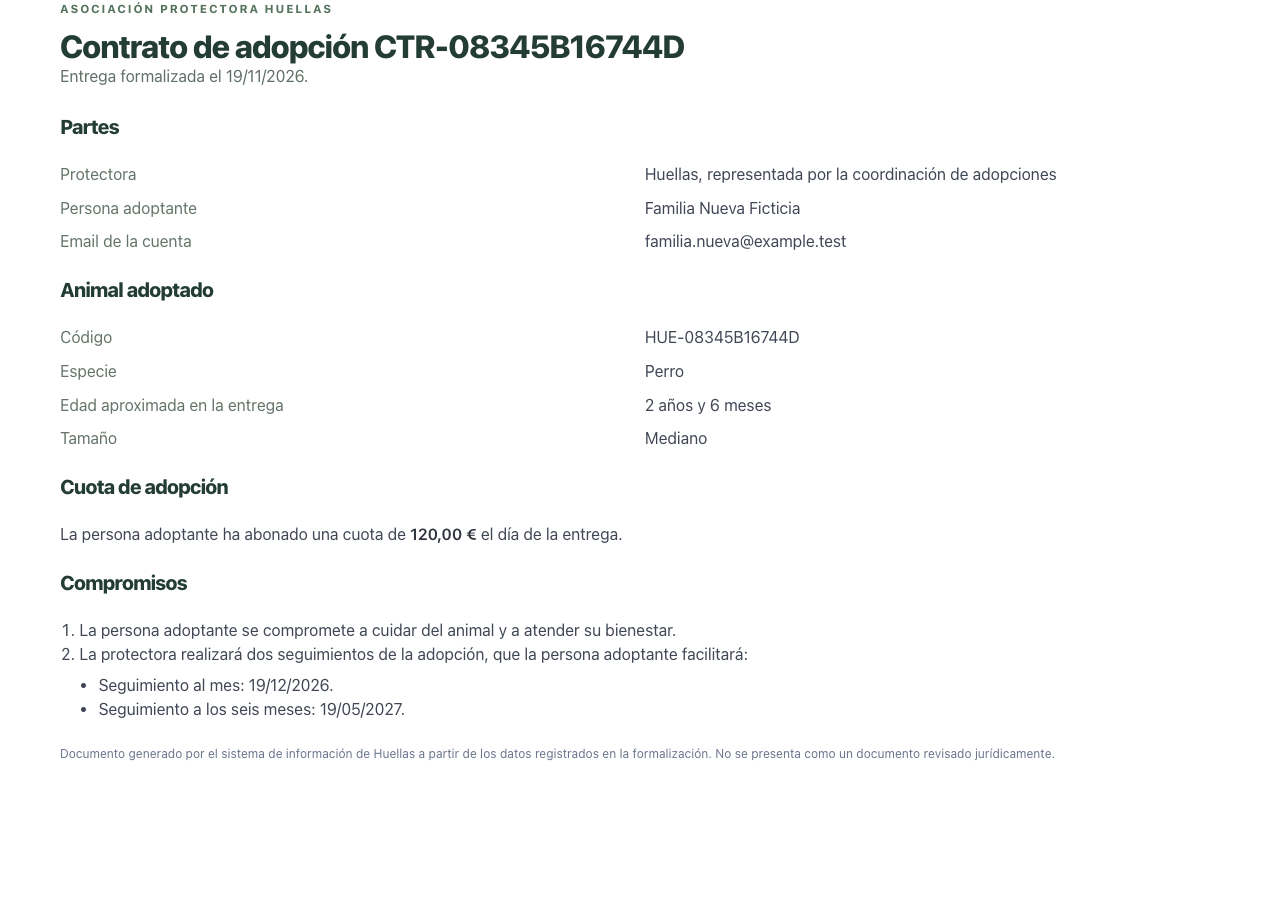 ASOCIACIÓN PROTECTORA HUELLAS
Contrato de adopción CTR-08345B16744D
Entrega formalizada el 19/11/2026.
Partes
Protectora Huellas, representada por la coordinación de adopciones
Persona adoptante Familia Nueva Ficticia
Email de la cuenta familia.nueva@example.test
Animal adoptado
Código HUE-08345B16744D
Especie Perro
Edad aproximada en la entrega 2 años y 6 meses
Tamaño Mediano
Cuota de adopción
La persona adoptante ha abonado una cuota de 120,00 € el día de la entrega.
Compromisos
1. La persona adoptante se compromete a cuidar del animal y a atender su bienestar.
2. La protectora realizará dos seguimientos de la adopción, que la persona adoptante facilitará:
• Seguimiento al mes: 19/12/2026.
• Seguimiento a los seis meses: 19/05/2027.
Documento generado por el sistema de información de Huellas a partir de los datos registrados en la formalización. No se presenta como un documento revisado jurídicamente.